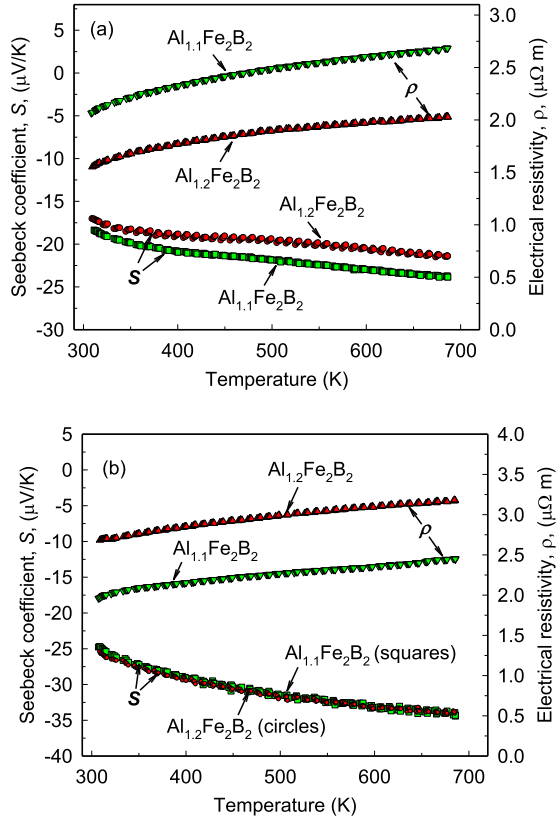 (a)
Al1.1Fe2B2
ρ
Al1.2Fe2B2
Al1.2Fe2B2
S
Al1.1Fe2B2
5
0
-5
-10
-15
-20
-25
-30
Seebeck coefficient, S, (μV/K)
3.0
2.5
2.0
1.5
1.0
0.5
0.0
Electrical resistivity, ρ, (μΩ m)
300 400 500 600 700
Temperature (K)
(b)
Al1.2Fe2B2
ρ
Al1.1Fe2B2
Al1.1Fe2B2 (squares)
S
Al1.2Fe2B2 (circles)
5
0
-5
-10
-15
-20
-25
-30
-35
-40
Seebeck coefficient, S, (μV/K)
4.0
3.5
3.0
2.5
2.0
1.5
1.0
0.5
0.0
Electrical resistivity, ρ, (μΩ m)
300 400 500 600 700
Temperature (K)